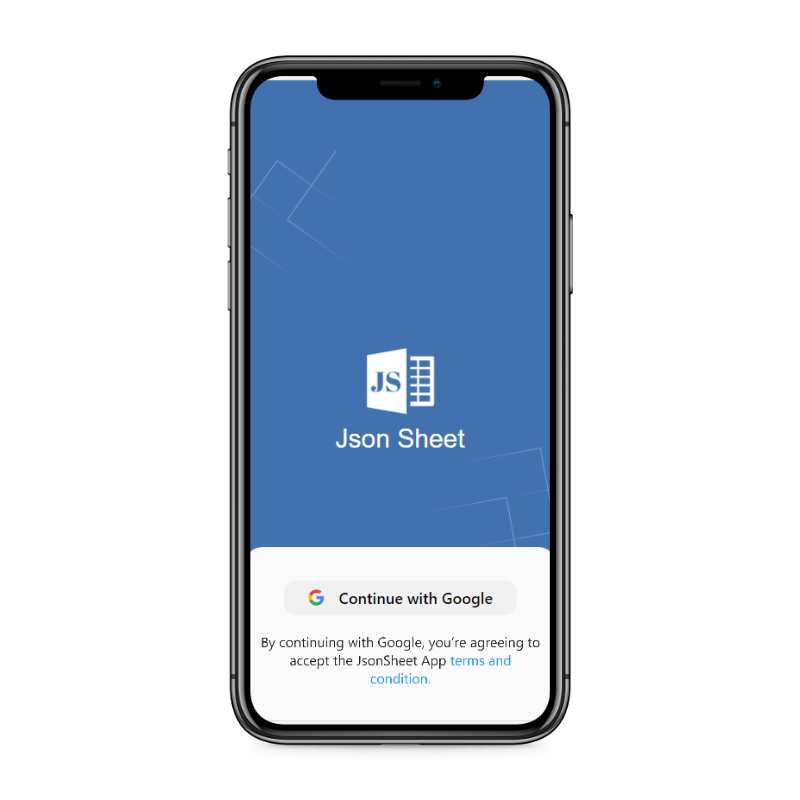 JS
Json Sheet
Continue with Google
By continuing with Google, you're agreeing to
accept the JsonSheet App terms and
condition.